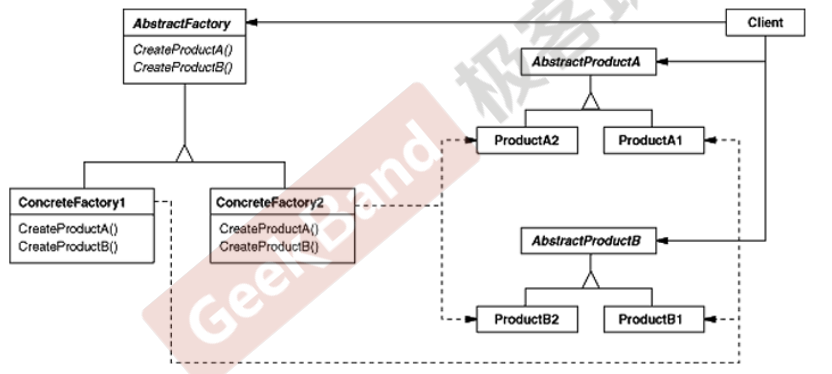 AbstractFactory
CreateProductA()
CreateProductB()
Client
AbstractProductA
ProductA2
ProductA1
ConcreteFactory1
CreateProductA()
CreateProductB()
ConcreteFactory2
CreateProductA()
CreateProductB()
AbstractProductB
ProductB2
ProductB1
GeekBand
极客